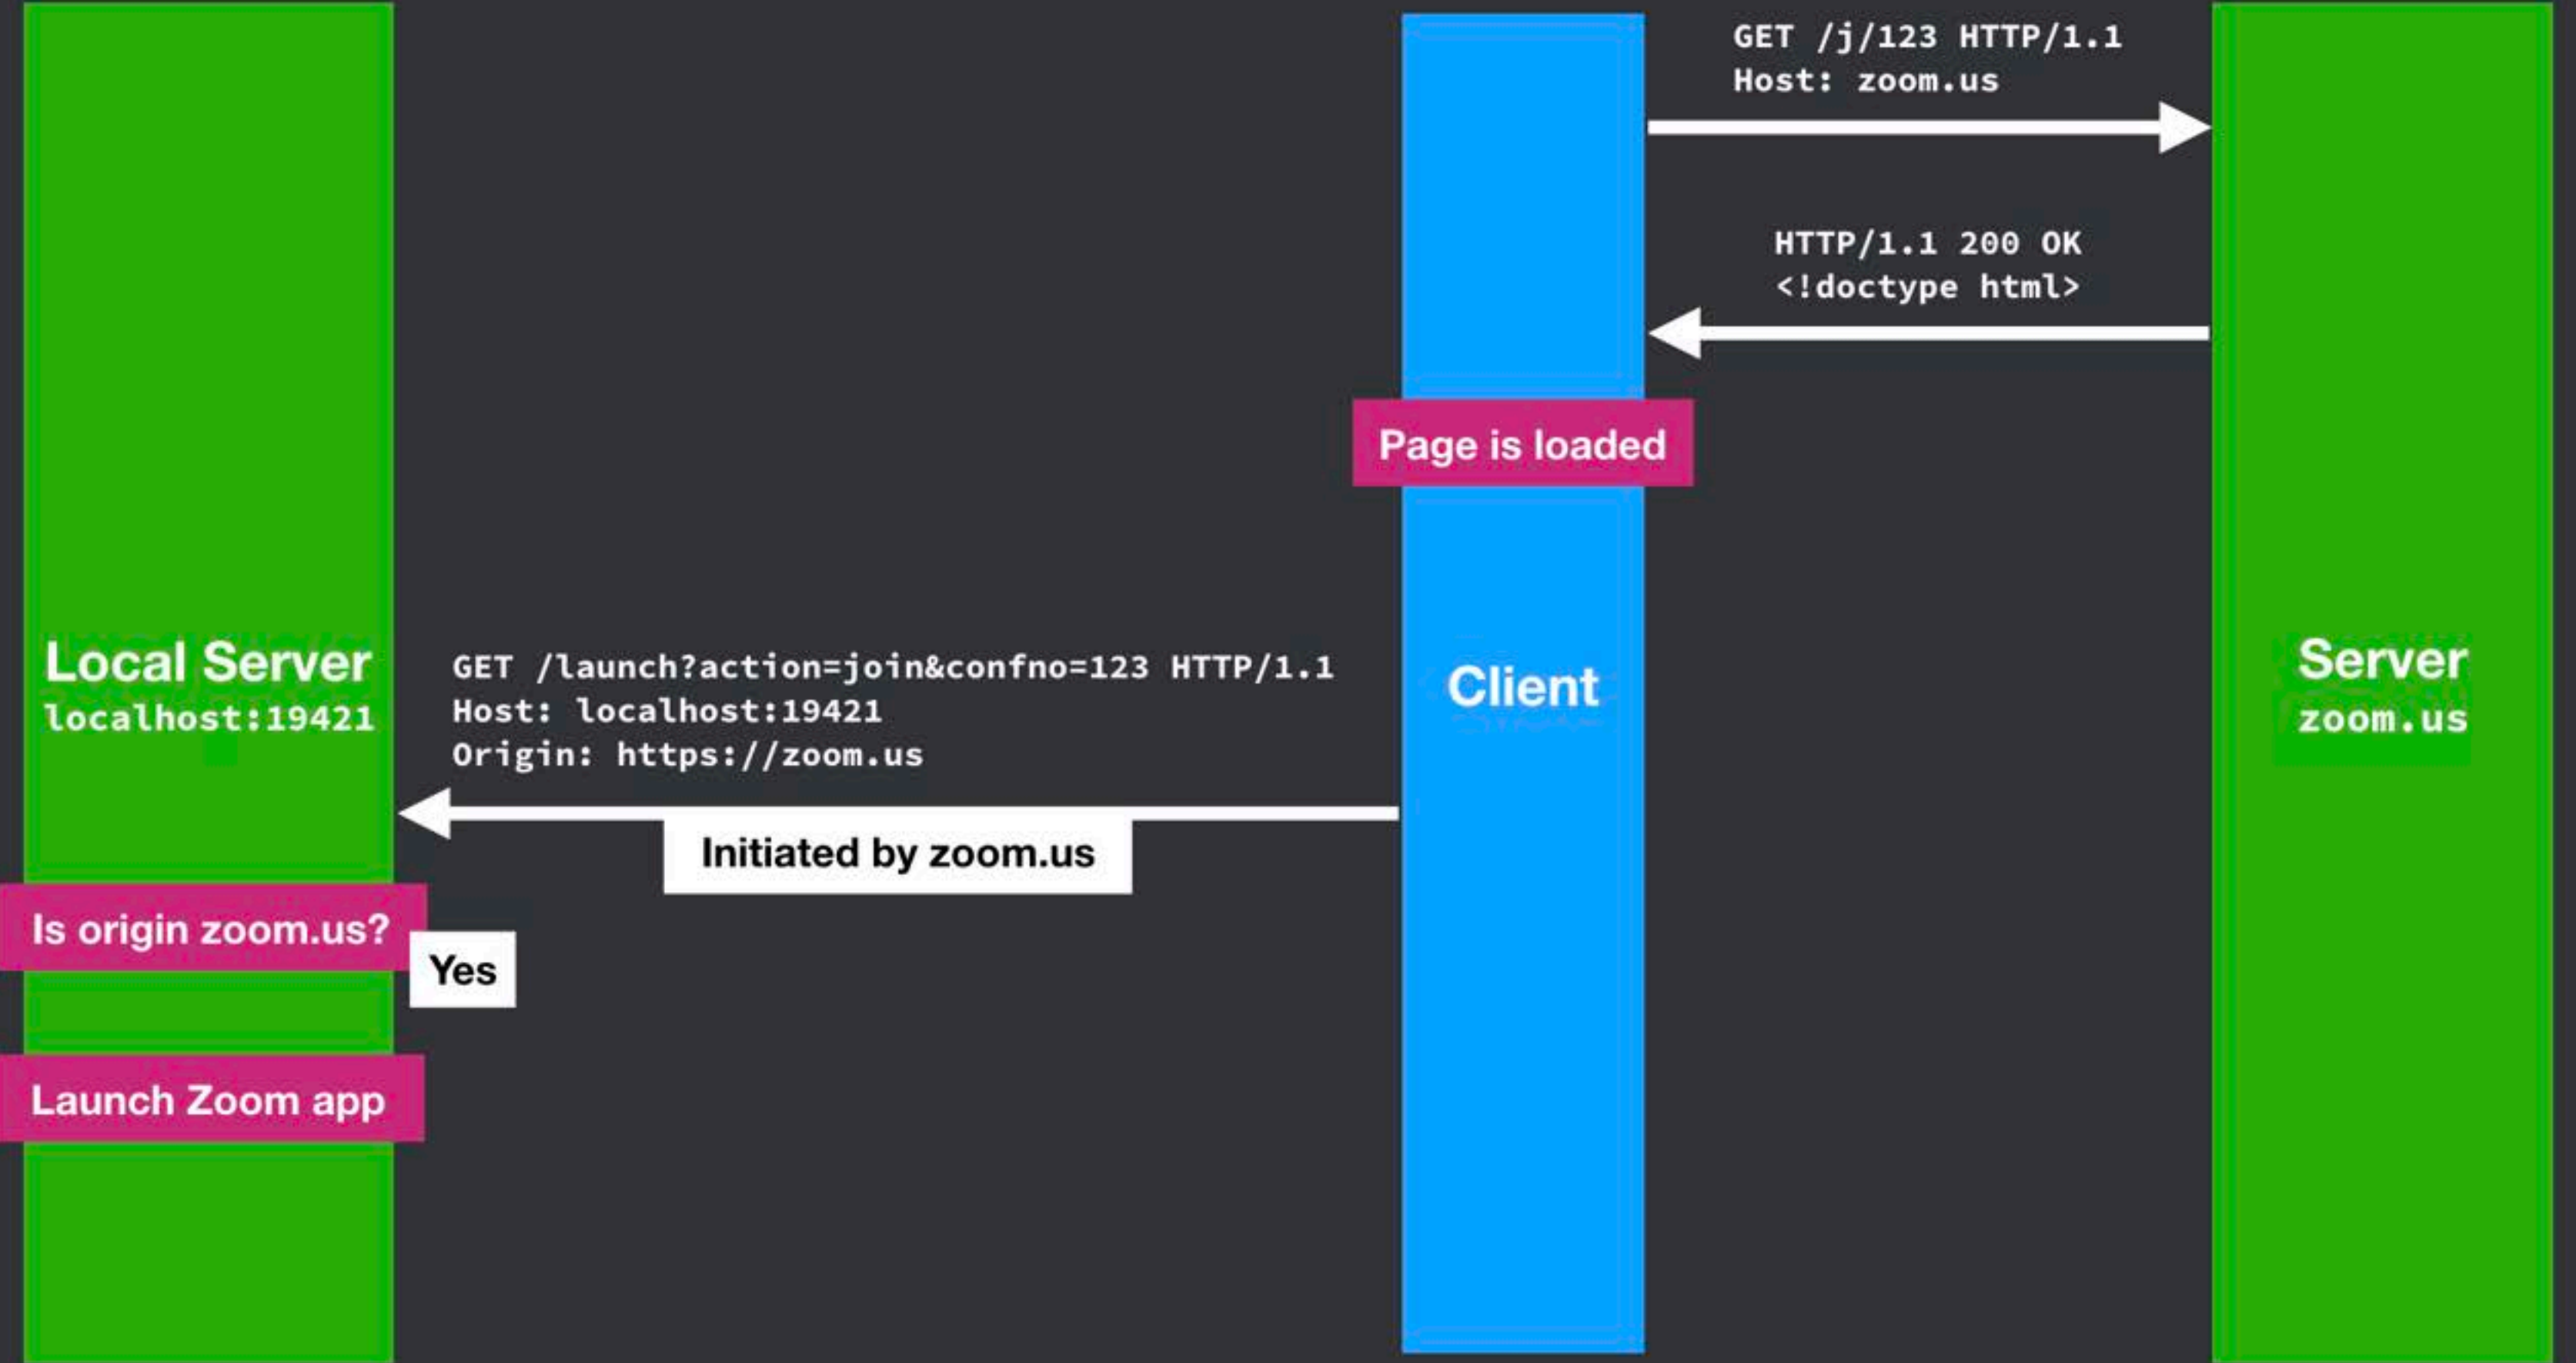 GET /j/123 HTTP/1.1
Host: zoom.us
HTTP/1.1 200 OK
<!doctype html>
Page is loaded
Local Server
localhost:19421
GET /launch?action=join&confno=123 HTTP/1.1
Host: localhost:19421
Origin: https://zoom.us
Client
Server
zoom.us
Initiated by zoom.us
Is origin zoom.us?
Yes
Launch Zoom app